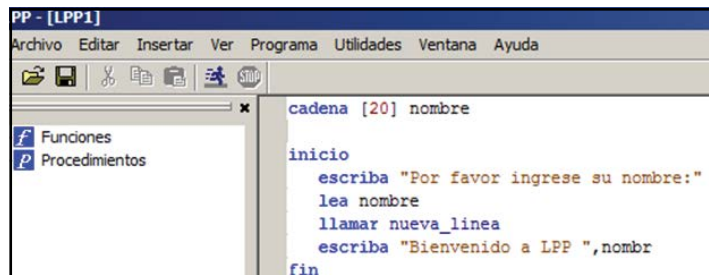 PP - [LPP1]
Archivo Editar Insertar Ver Programa Utilidades Ventana Ayuda
STOP
f Funciones
P Procedimientos
cadena [20] nombre
inicio
escriba "Por favor ingrese su nombre:"
lea nombre
llamar nueva_linea
escriba "Bienvenido a LPP ",nombr
fin